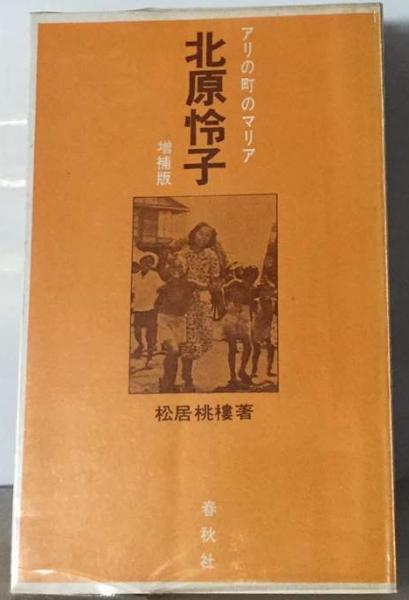 アリの町のマリア
北原怜子
増補版
松居桃樓著
春秋社